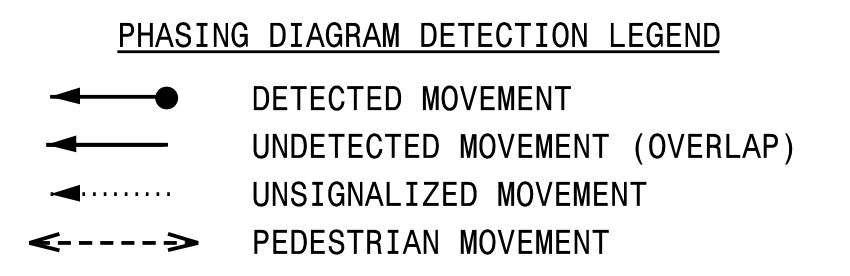 PHASING DIAGRAM DETECTION LEGEND
DETECTED MOVEMENT
UNDETECTED MOVEMENT (OVERLAP)
UNSIGNALIZED MOVEMENT
PEDESTRIAN MOVEMENT